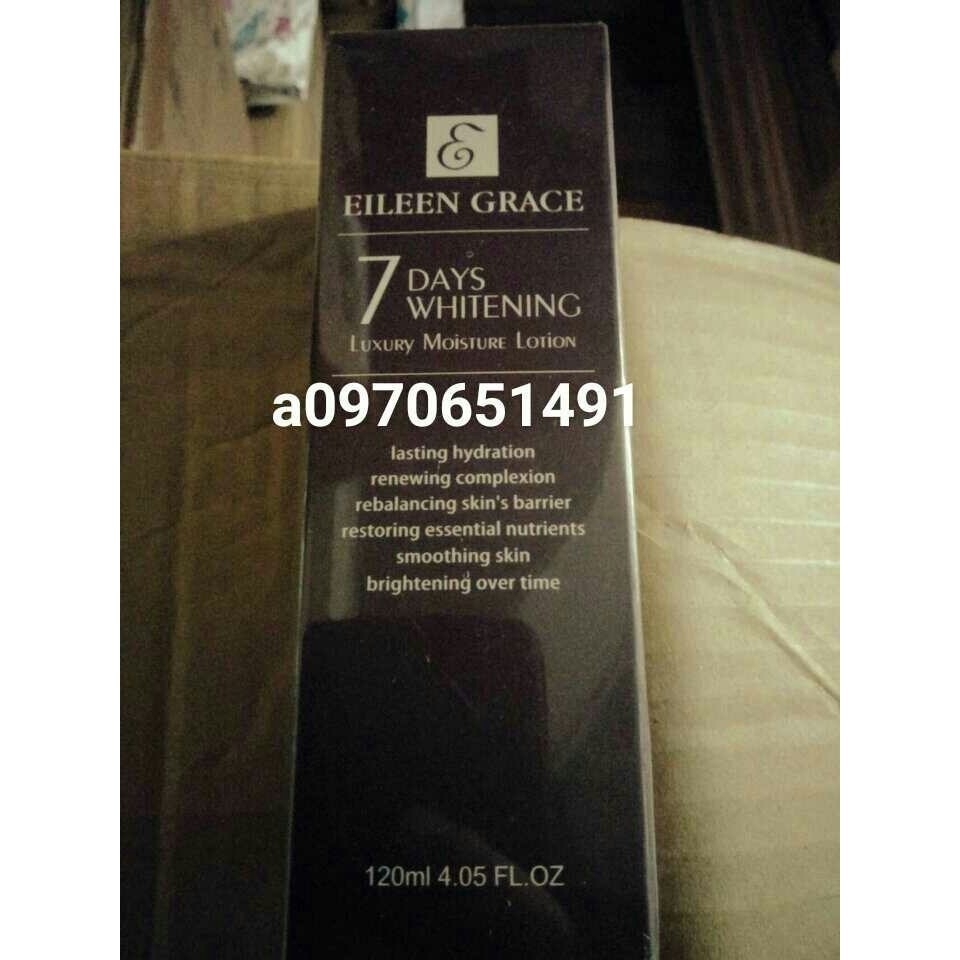 E
EILEEN GRACE
7 DAYS
WHITENING
LUXURY MOISTURE LOTION
a0970651491
lasting hydration
renewing complexion
rebalancing skin's barrier
restoring essential nutrients
smoothing skin
brightening over time
120ml 4.05 FL.OZ